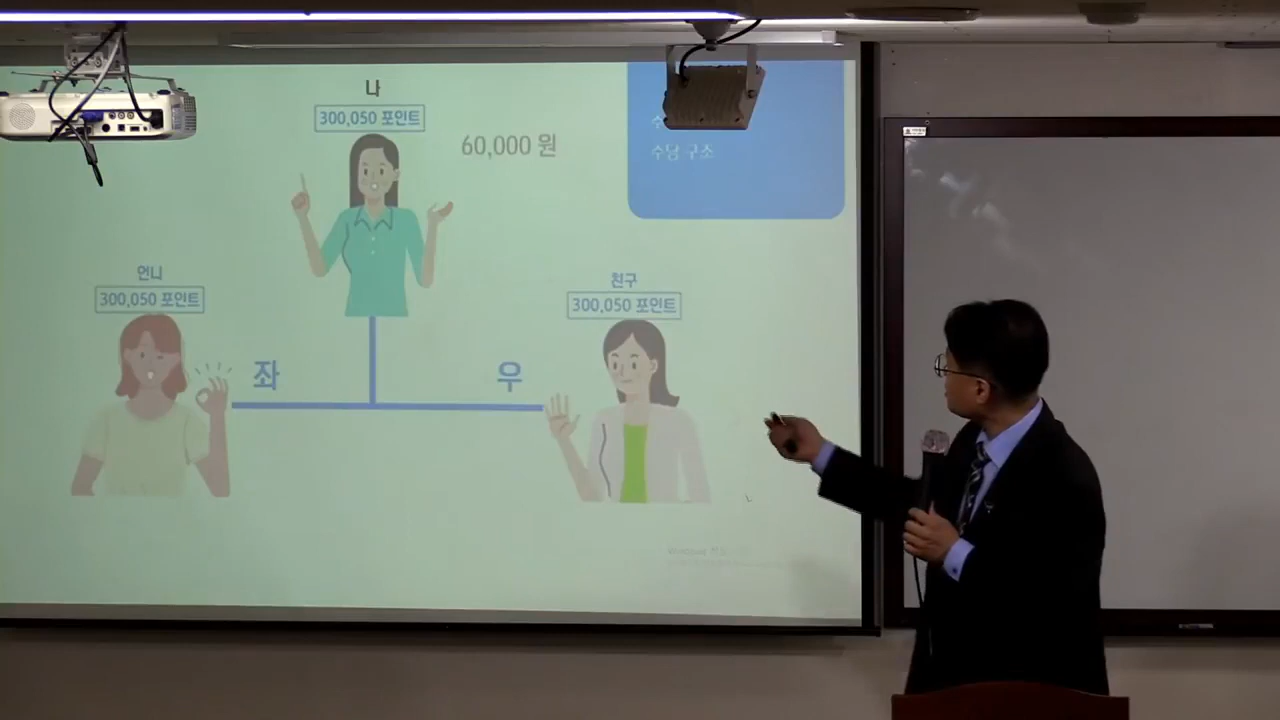 나
300,050 포인트
60,000 원
수당 구조
언니
300,050 포인트
친구
300,050 포인트
좌
우